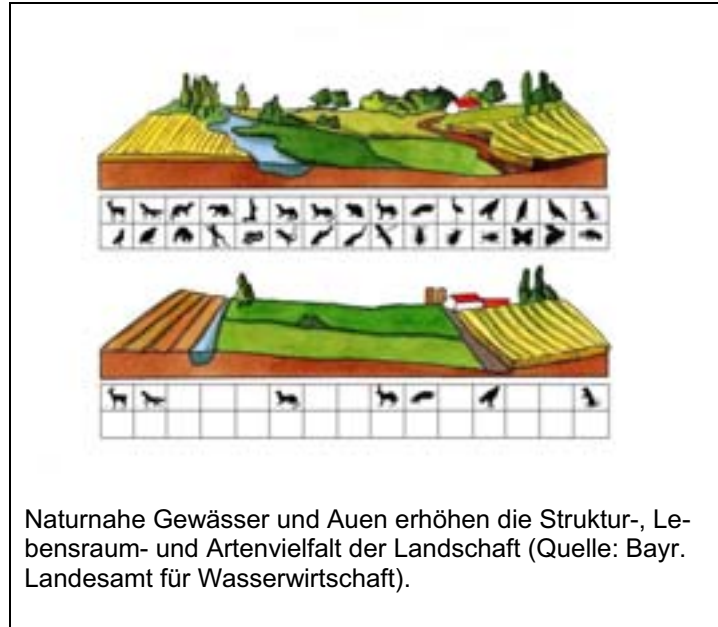 Naturnahe Gewässer und Auen erhöhen die Struktur-, Le-
bensraum- und Artenvielfalt der Landschaft (Quelle: Bayr.
Landesamt für Wasserwirtschaft).